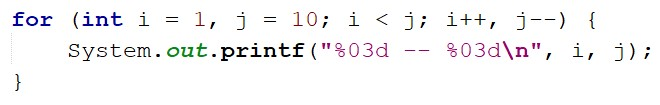 for (int i = 1, j = 10; i < j; i++, j--) {
    System.out.printf("%03d -- %03d\n", i, j);
}